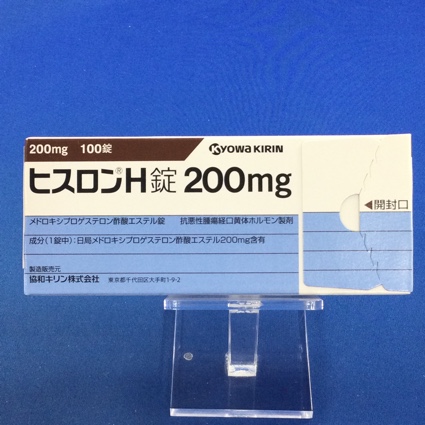 200mg 100錠
KYOWA KIRIN
ヒスロン®H錠 200mg
◀開封口
メドロキシプロゲステロン酢酸エステル錠 抗悪性腫瘍経口黄体ホルモン製剤
成分(1錠中):日局メドロキシプロゲステロン酢酸エステル200mg含有
製造販売元
協和キリン株式会社 東京都千代田区大手町1-9-2